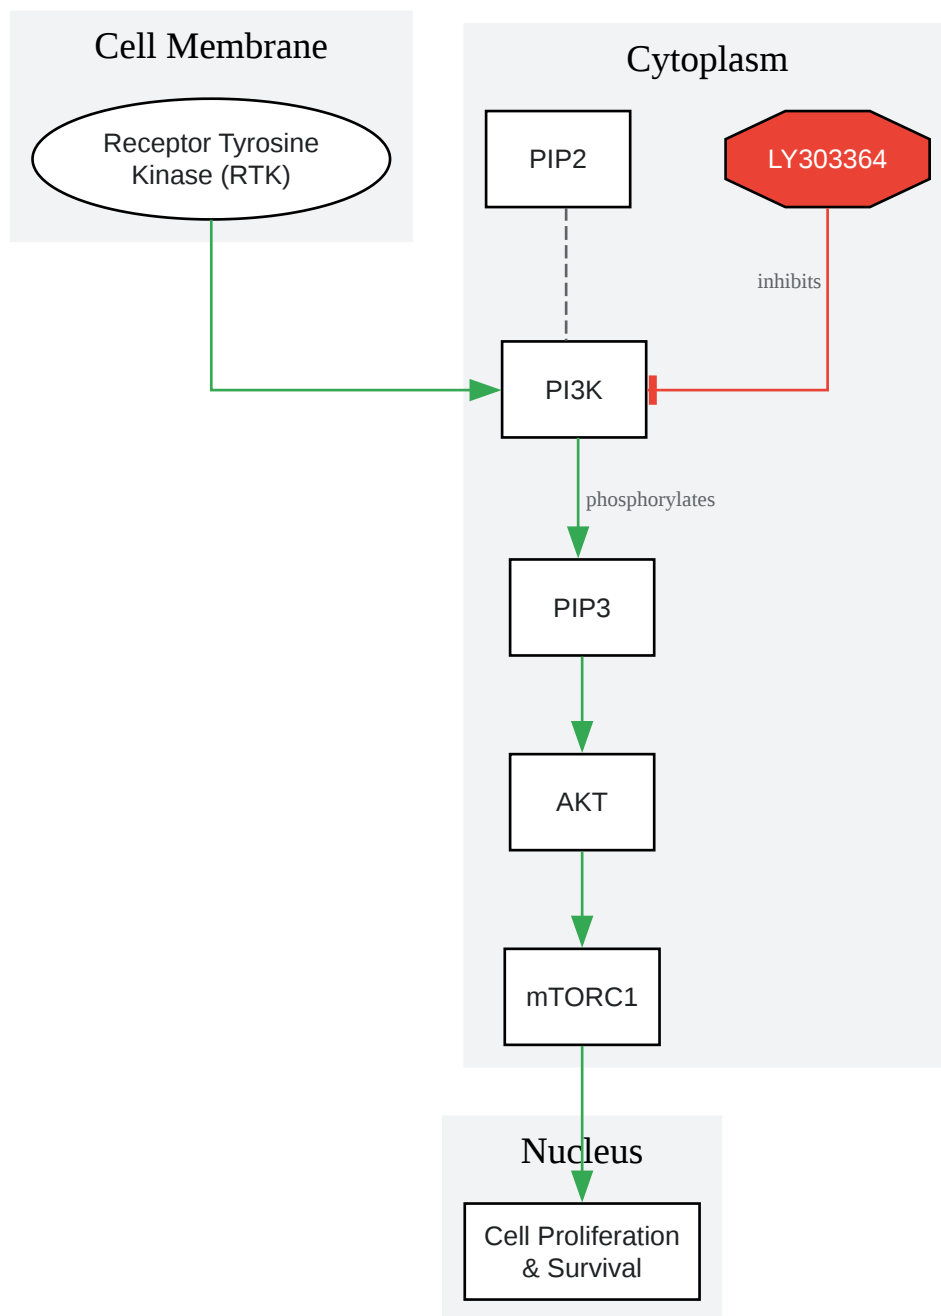 Cell Membrane
Receptor Tyrosine
Kinase (RTK)
Cytoplasm
PIP2
LY303364
inhibits
PI3K
phosphorylates
PIP3
AKT
mTORC1
Nucleus
Cell Proliferation
& Survival